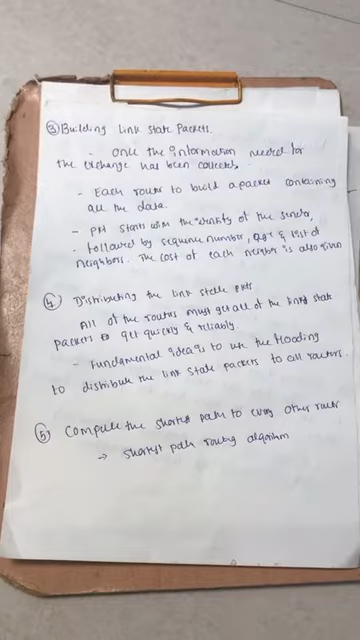 ③ Building Link State Packets.
- Once the information needed for
the exchange has been collected,
- Each router to build a packet containing
all the data.
- Pkt starts with the identity of the sender,
- followed by sequence number, age & list of
neighbors. The cost of each neighbor is also given
④ Distributing the link state pkts
All of the routers must get all of the link state
packets to get quickly & reliably.
- Fundamental idea is to use the flooding
to distribute the link state packets to all routers.
⑤ Compute the shortest path to every other router
→ shortest path routing algorithm